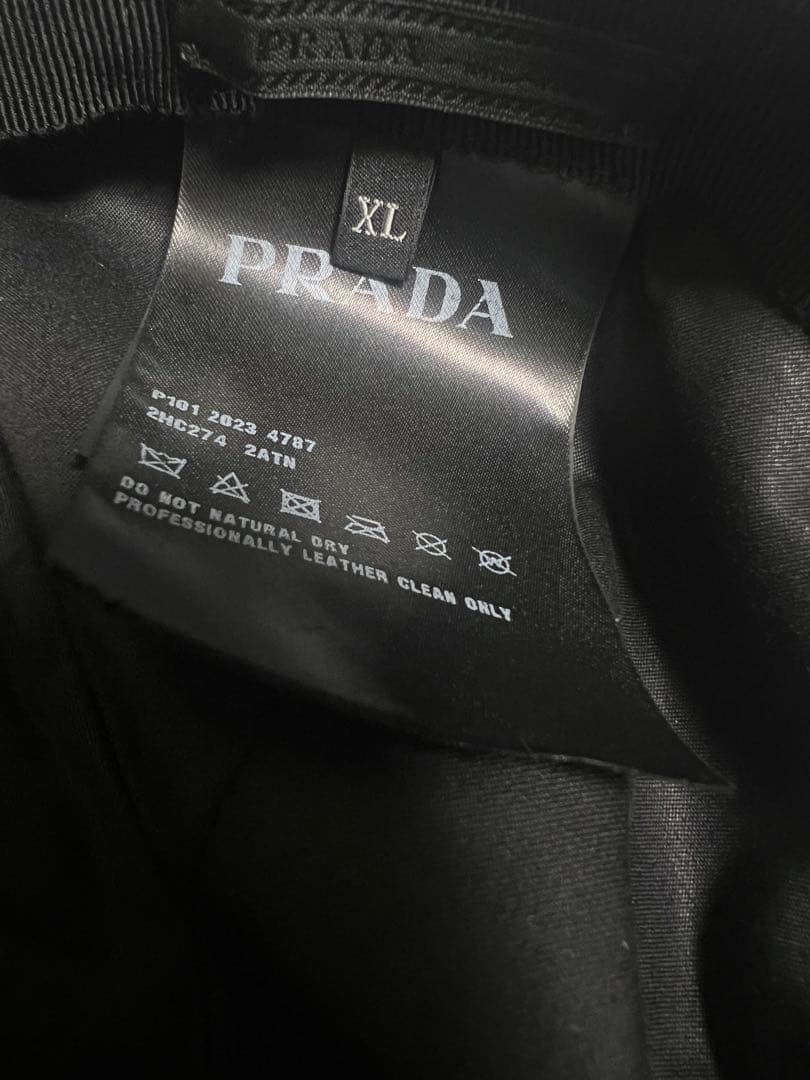 PRADA
XL
PRADA
P101 2023 4787
2HC274 2ATN
DO NOT NATURAL DRY
PROFESSIONALLY LEATHER CLEAN ONLY